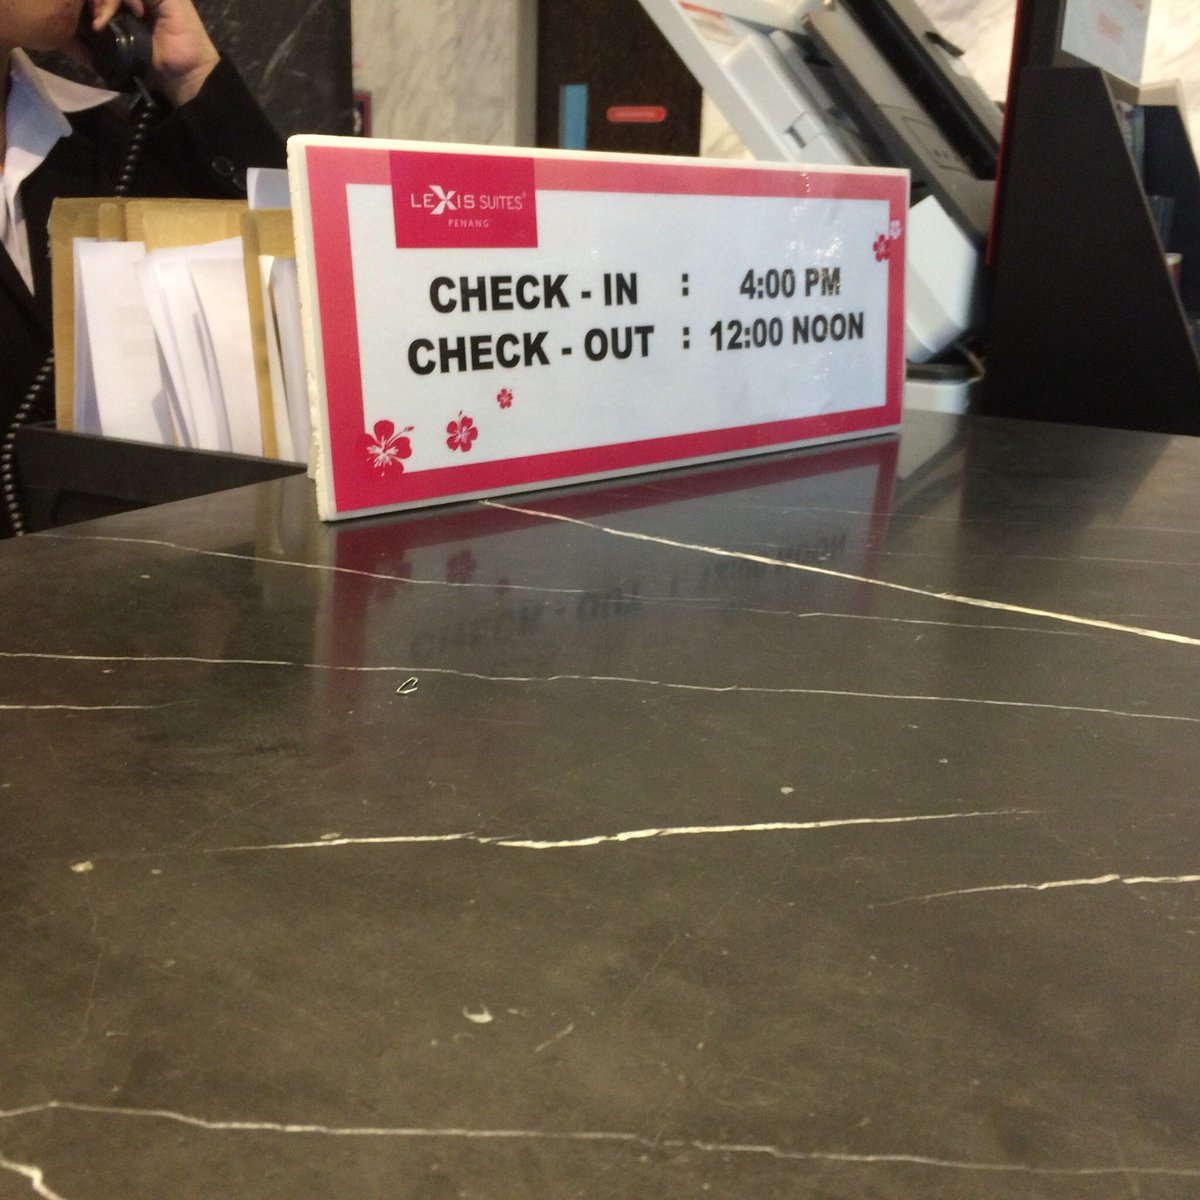 LEXIS SUITES®
PENANG
CHECK - IN : 4:00 PM
CHECK - OUT : 12:00 NOON